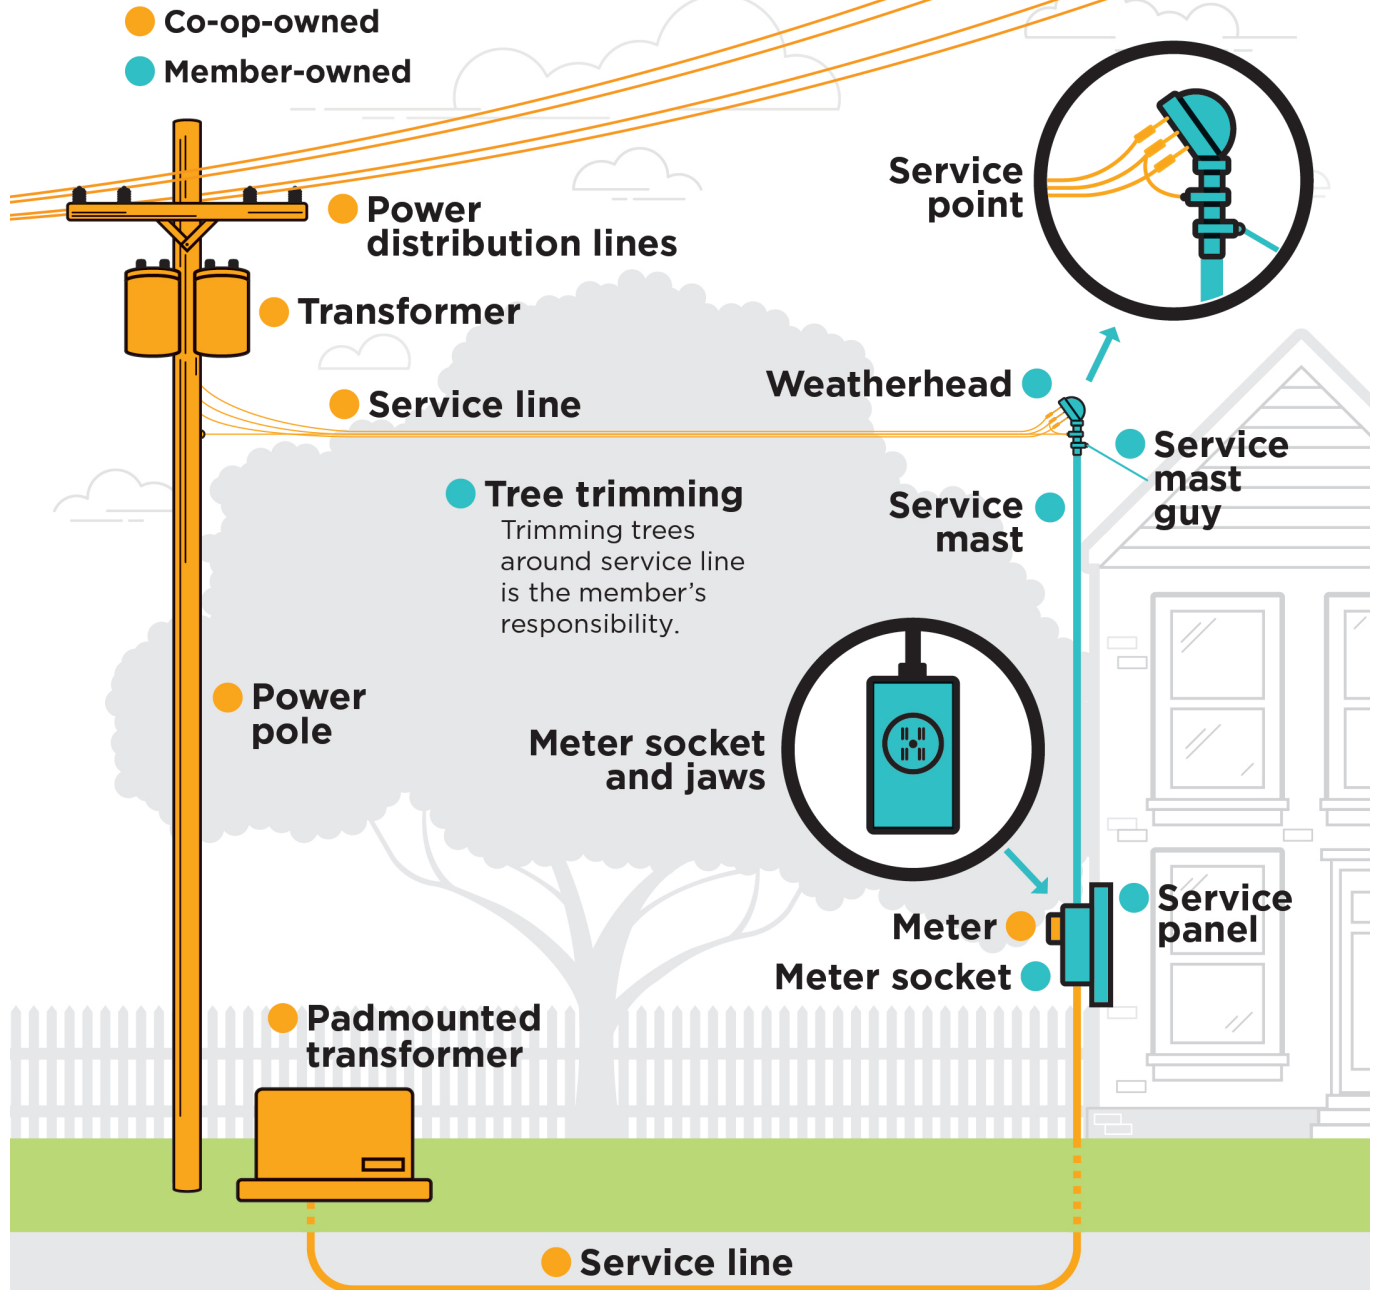 Co-op-owned
Member-owned
Service
point
Power
distribution lines
Transformer
Weatherhead
Service line
Service
mast
guy
Tree trimming
Trimming trees
around service line
is the member's
responsibility.
Service
mast
Power
pole
Meter socket
and jaws
Service
panel
Meter
Meter socket
Padmounted
transformer
Service line